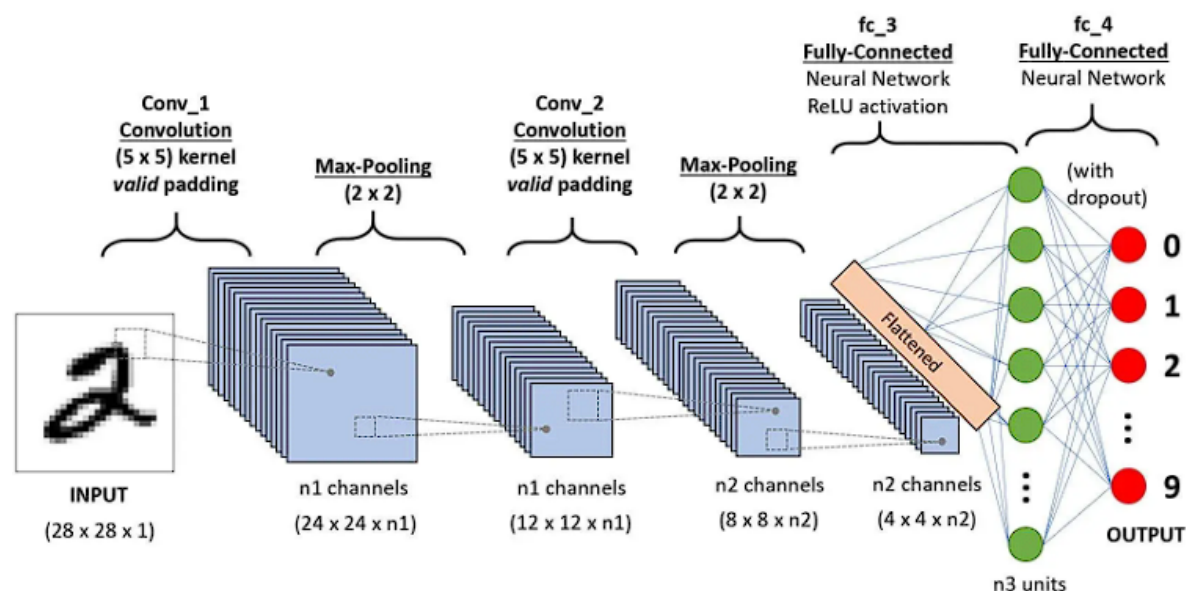 Conv_1
Convolution
(5 x 5) kernel
valid padding
Max-Pooling
(2 x 2)
Conv_2
Convolution
(5 x 5) kernel
valid padding
Max-Pooling
(2 x 2)
fc_3
Fully-Connected
Neural Network
ReLU activation
fc_4
Fully-Connected
Neural Network
(with
dropout)
Flattened
0
1
2
9
OUTPUT
2
INPUT
(28 x 28 x 1)
n1 channels
(24 x 24 x n1)
n1 channels
(12 x 12 x n1)
n2 channels
(8 x 8 x n2)
n2 channels
(4 x 4 x n2)
n3 units